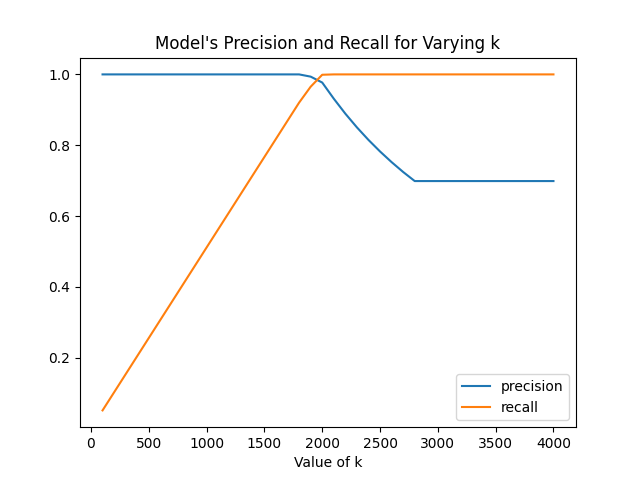 Model's Precision and Recall for Varying k
1.0
0.8
0.6
0.4
0.2
precision
recall
0 500 1000 1500 2000 2500 3000 3500 4000
Value of k